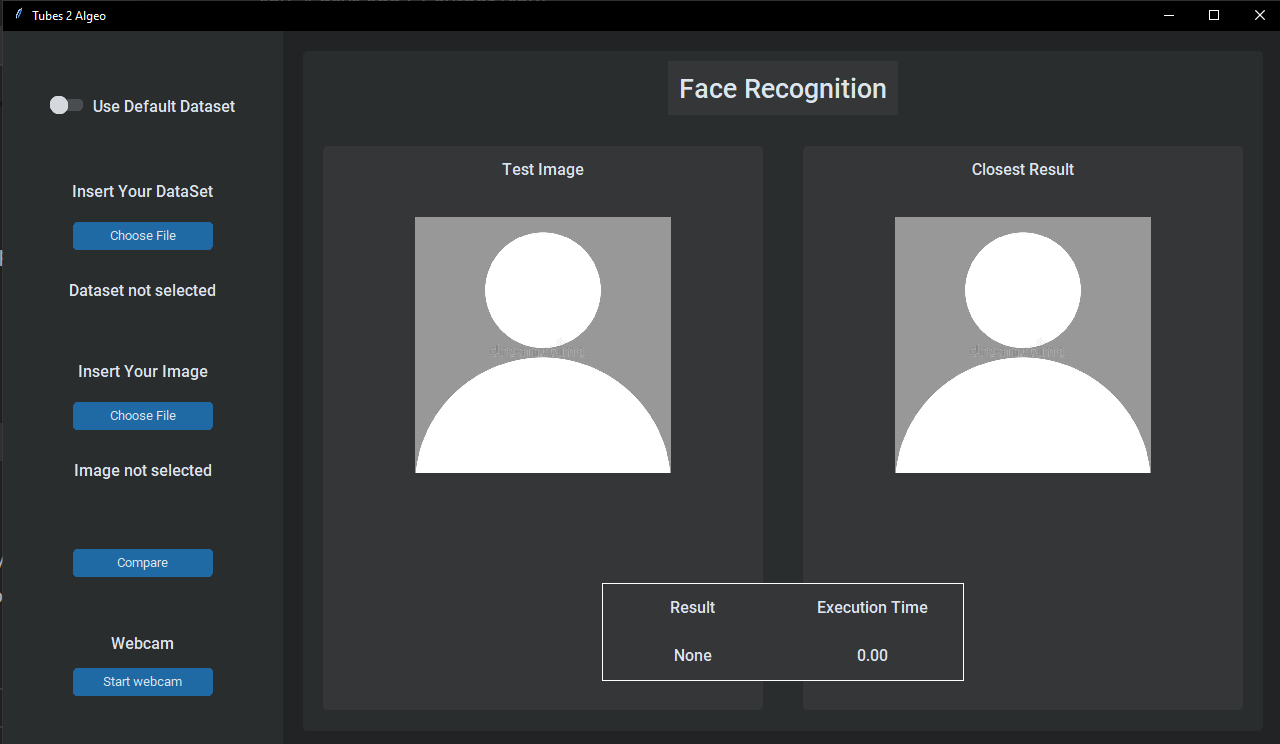 Tubes 2 Algeo
Use Default Dataset
Insert Your DataSet
Choose File
Dataset not selected
Insert Your Image
Choose File
Image not selected
Compare
Webcam
Start webcam
Face Recognition
Test Image
Closest Result
Result
Execution Time
None
0.00